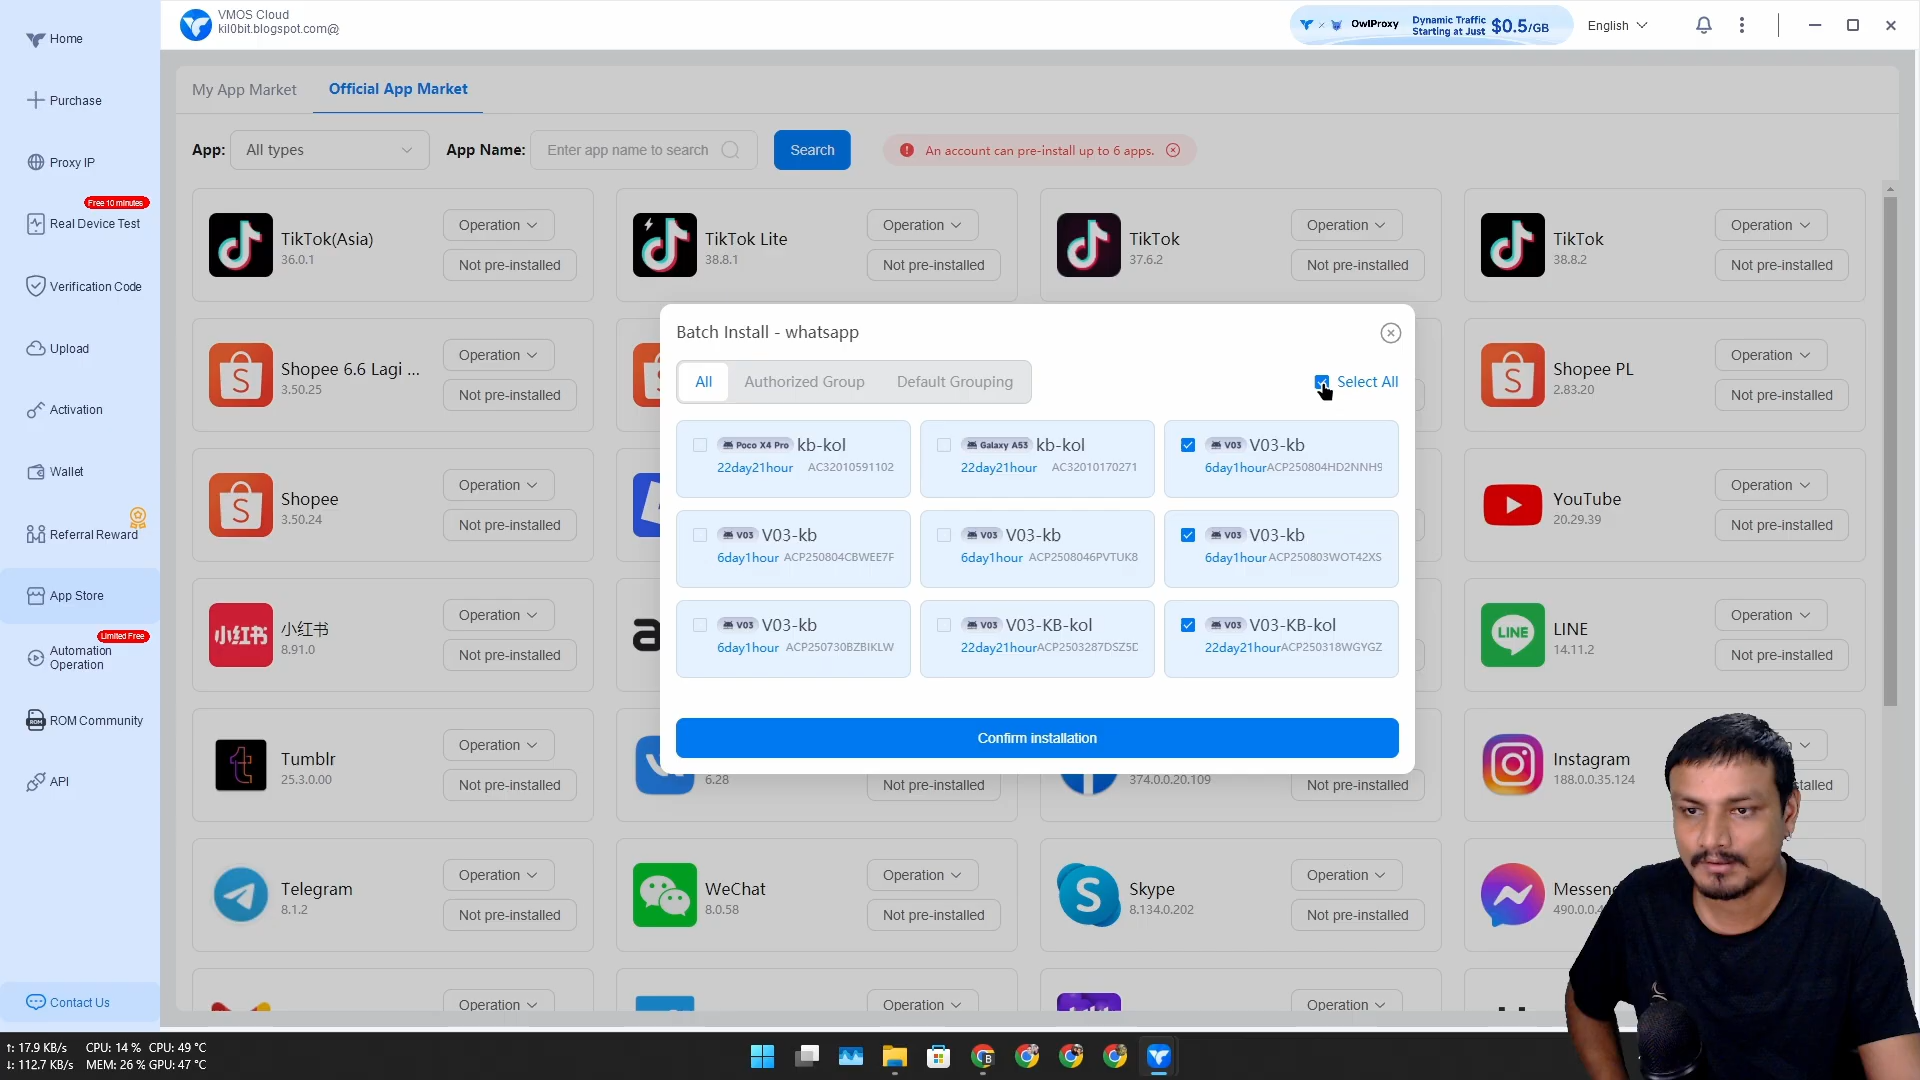 VMOS Cloud
kil0bit.blogspot.com@
OwlProxy
Dynamic Traffic
Starting at Just $0.5/GB
English
Home
Purchase
Proxy IP
Free 10 minutes
Real Device Test
Verification Code
Upload
Activation
Wallet
Referral Reward
App Store
Limited Free
Automation
Operation
ROM Community
API
Contact Us
My App Market
Official App Market
App:
All types
App Name:
Enter app name to search
Search
An account can pre-install up to 6 apps.
TikTok(Asia)
36.0.1
Operation
Not pre-installed
TikTok Lite
38.8.1
Operation
Not pre-installed
TikTok
37.6.2
Operation
Not pre-installed
TikTok
38.8.2
Operation
Not pre-installed
Shopee 6.6 Lagi ...
3.50.25
Operation
Not pre-installed
Shopee PL
2.83.20
Operation
Not pre-installed
Batch Install - whatsapp
All
Authorized Group
Default Grouping
Select All
Poco X4 Pro kb-kol
22day21hour AC32010591102
Galaxy A53 kb-kol
22day21hour AC32010170271
V03 V03-kb
6day1hour ACP250804HD2NNH9
V03 V03-kb
6day1hour ACP250804CBWEE7F
V03 V03-kb
6day1hour ACP2508046PVTUK8
V03 V03-kb
6day1hour ACP250803WOT42XS
V03 V03-kb
6day1hour ACP250730BZBIKLW
V03 V03-KB-kol
22day21hour ACP2503287DSZ5D
V03 V03-KB-kol
22day21hour ACP250318WGYGZ
Confirm installation
Shopee
3.50.24
Operation
Not pre-installed
YouTube
20.29.39
Operation
Not pre-installed
小红书
小红书
8.91.0
Operation
Not pre-installed
LINE
LINE
14.11.2
Operation
Not pre-installed
Tumblr
25.3.0.00
Operation
Not pre-installed
6.28
Not pre-installed
374.0.0.20.109
Not pre-installed
Instagram
188.0.0.35.124
Telegram
8.1.2
Operation
Not pre-installed
WeChat
8.0.58
Operation
Not pre-installed
Skype
8.134.0.202
Operation
Not pre-installed
Operation
Operation
Operation
↑: 17.9 KB/s CPU: 14 % CPU: 49 °C
↓: 112.7 KB/s MEM: 26 % GPU: 47 °C